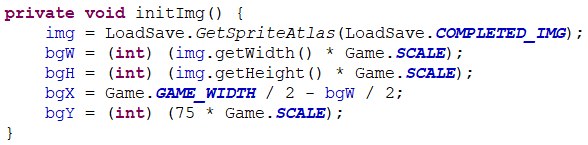 private void initImg() {
    img = LoadSave.GetSpriteAtlas(LoadSave.COMPLETED_IMG);
    bgW = (int) (img.getWidth() * Game.SCALE);
    bgH = (int) (img.getHeight() * Game.SCALE);
    bgX = Game.GAME_WIDTH / 2 - bgW / 2;
    bgY = (int) (75 * Game.SCALE);
}